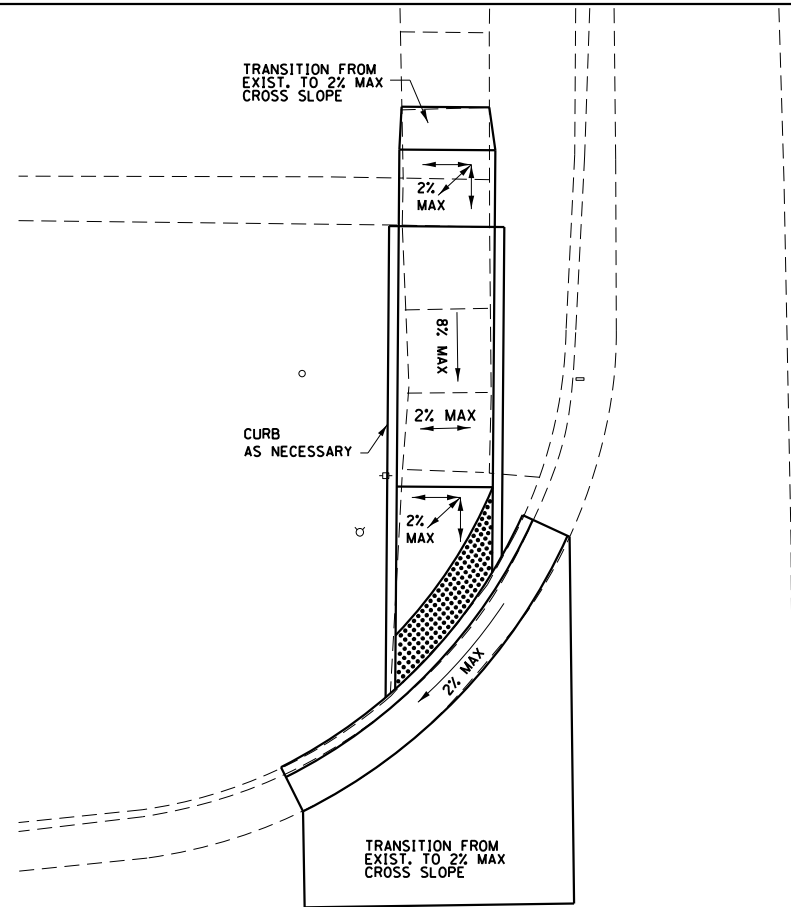 TRANSITION FROM
EXIST. TO 2% MAX
CROSS SLOPE
2%
MAX
8% MAX
2% MAX
CURB
AS NECESSARY
2%
MAX
2% MAX
TRANSITION FROM
EXIST. TO 2% MAX
CROSS SLOPE